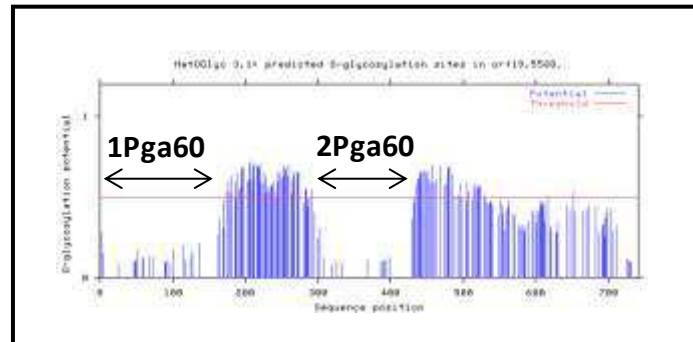 NetOGlyc 3.1: predicted O-glycosylation sites in orf19.5588.
Potential
Threshold
1
1Pga60 2Pga60
O-glycosylation potential
0
0 100 200 300 400 500 600 700
Sequence position